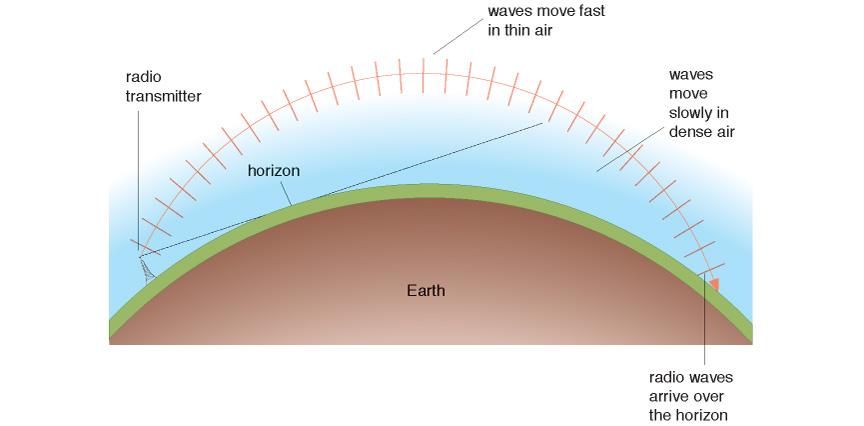 waves move fast
in thin air
radio
transmitter
waves
move
slowly in
dense air
horizon
Earth
radio waves
arrive over
the horizon